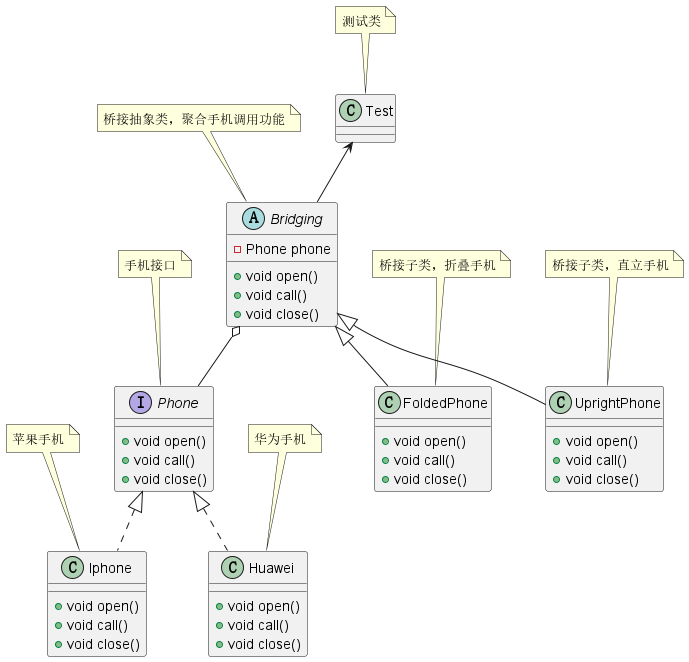 测试类
C Test
桥接抽象类，聚合手机调用功能
A Bridging
Phone phone
void open()
void call()
void close()
手机接口
桥接子类，折叠手机
桥接子类，直立手机
I Phone
void open()
void call()
void close()
C FoldedPhone
void open()
void call()
void close()
C UprightPhone
void open()
void call()
void close()
苹果手机
华为手机
C Iphone
void open()
void call()
void close()
C Huawei
void open()
void call()
void close()